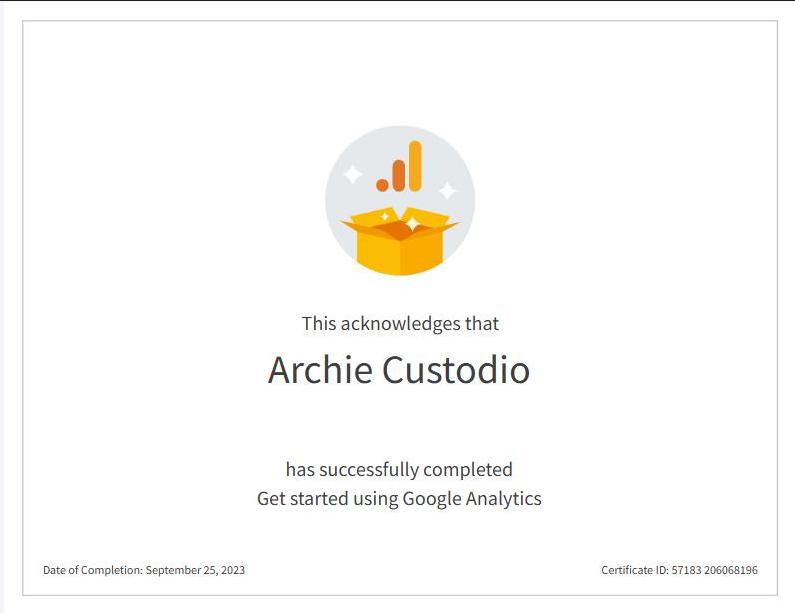 This acknowledges that
Archie Custodio
has successfully completed
Get started using Google Analytics
Date of Completion: September 25, 2023
Certificate ID: 57183 206068196